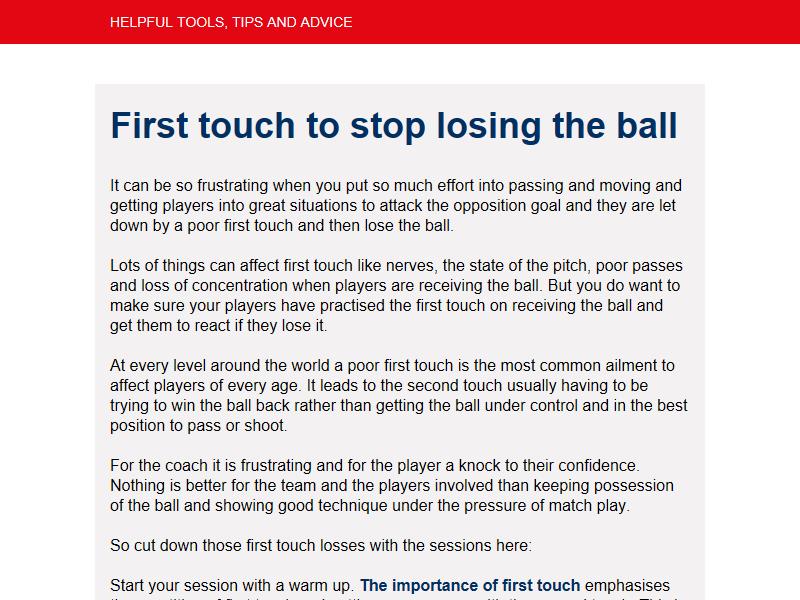 HELPFUL TOOLS, TIPS AND ADVICE
First touch to stop losing the ball
It can be so frustrating when you put so much effort into passing and moving and
getting players into great situations to attack the opposition goal and they are let
down by a poor first touch and then lose the ball.
Lots of things can affect first touch like nerves, the state of the pitch, poor passes
and loss of concentration when players are receiving the ball. But you do want to
make sure your players have practised the first touch on receiving the ball and
get them to react if they lose it.
At every level around the world a poor first touch is the most common ailment to
affect players of every age. It leads to the second touch usually having to be
trying to win the ball back rather than getting the ball under control and in the best
position to pass or shoot.
For the coach it is frustrating and for the player a knock to their confidence.
Nothing is better for the team and the players involved than keeping possession
of the ball and showing good technique under the pressure of match play.
So cut down those first touch losses with the sessions here:
Start your session with a warm up. The importance of first touch emphasises